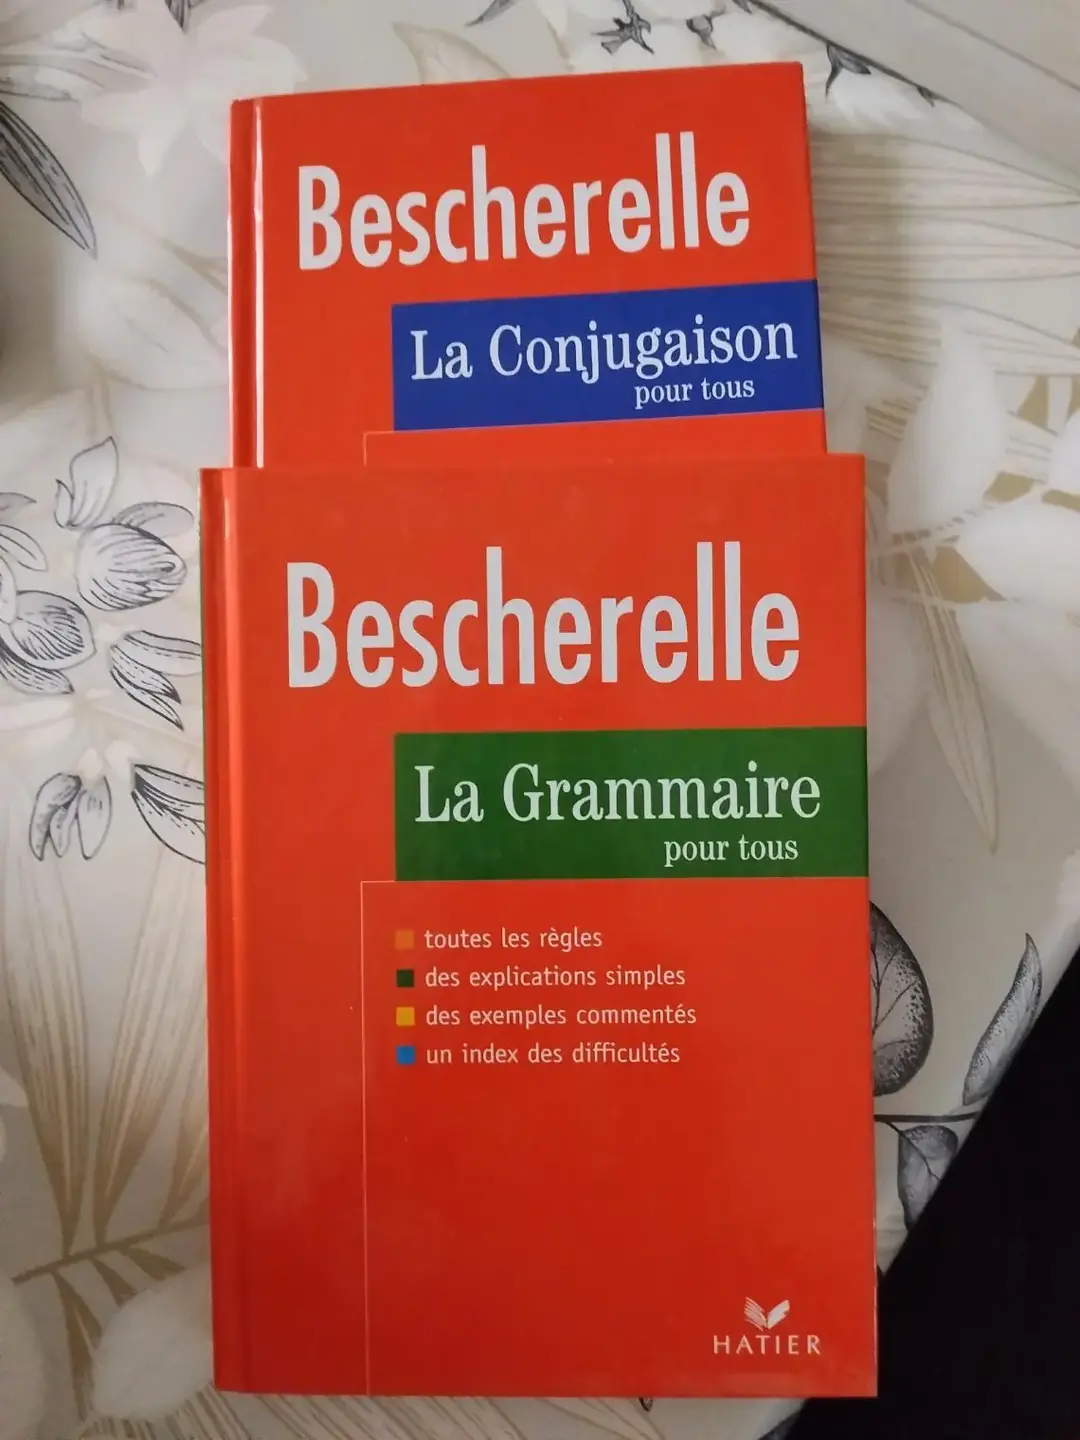 Bescherelle
La Conjugaison
pour tous
Bescherelle
La Grammaire
pour tous
toutes les règles
des explications simples
des exemples commentés
un index des difficultés
HATIER